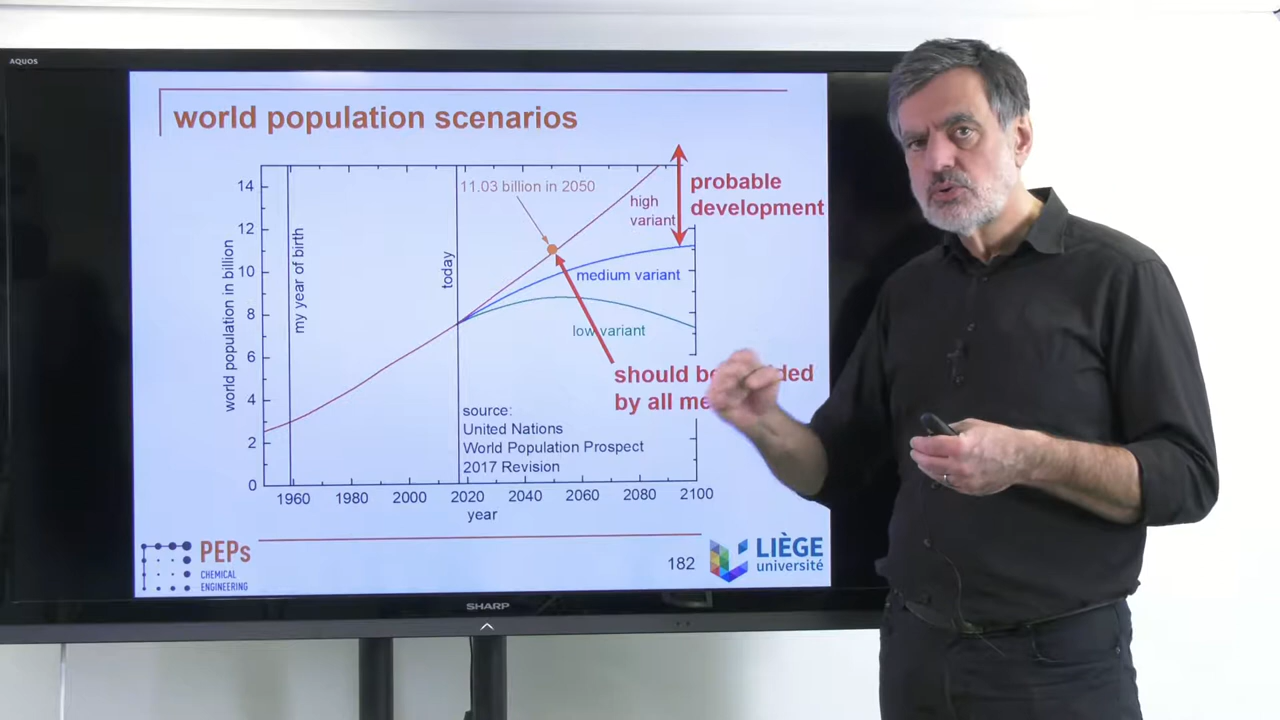 AQUOS
world population scenarios
14
12
10
8
6
4
2
0
world population in billion
my year of birth
today
11.03 billion in 2050
high
variant
probable
development
medium variant
low variant
should be
by all
source:
United Nations
World Population Prospect
2017 Revision
1960 1980 2000 2020 2040 2060 2080 2100
year
PEPs
CHEMICAL
ENGINEERING
182
LIÈGE
université
SHARP